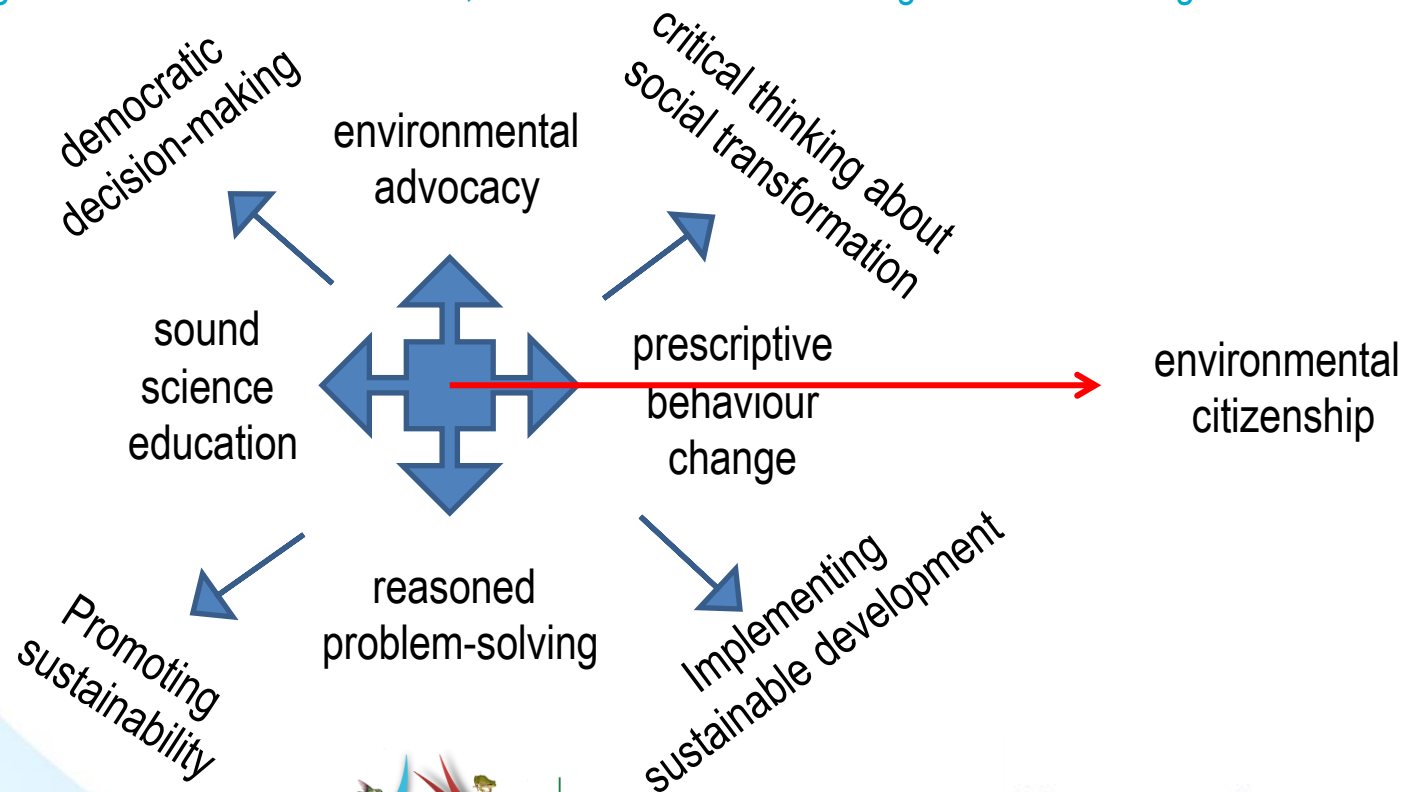 democratic
decision-making
environmental
advocacy
critical thinking about
social transformation
sound
science
education
prescriptive
behaviour
change
environmental
citizenship
Promoting
sustainability
reasoned
problem-solving
Implementing
sustainable development